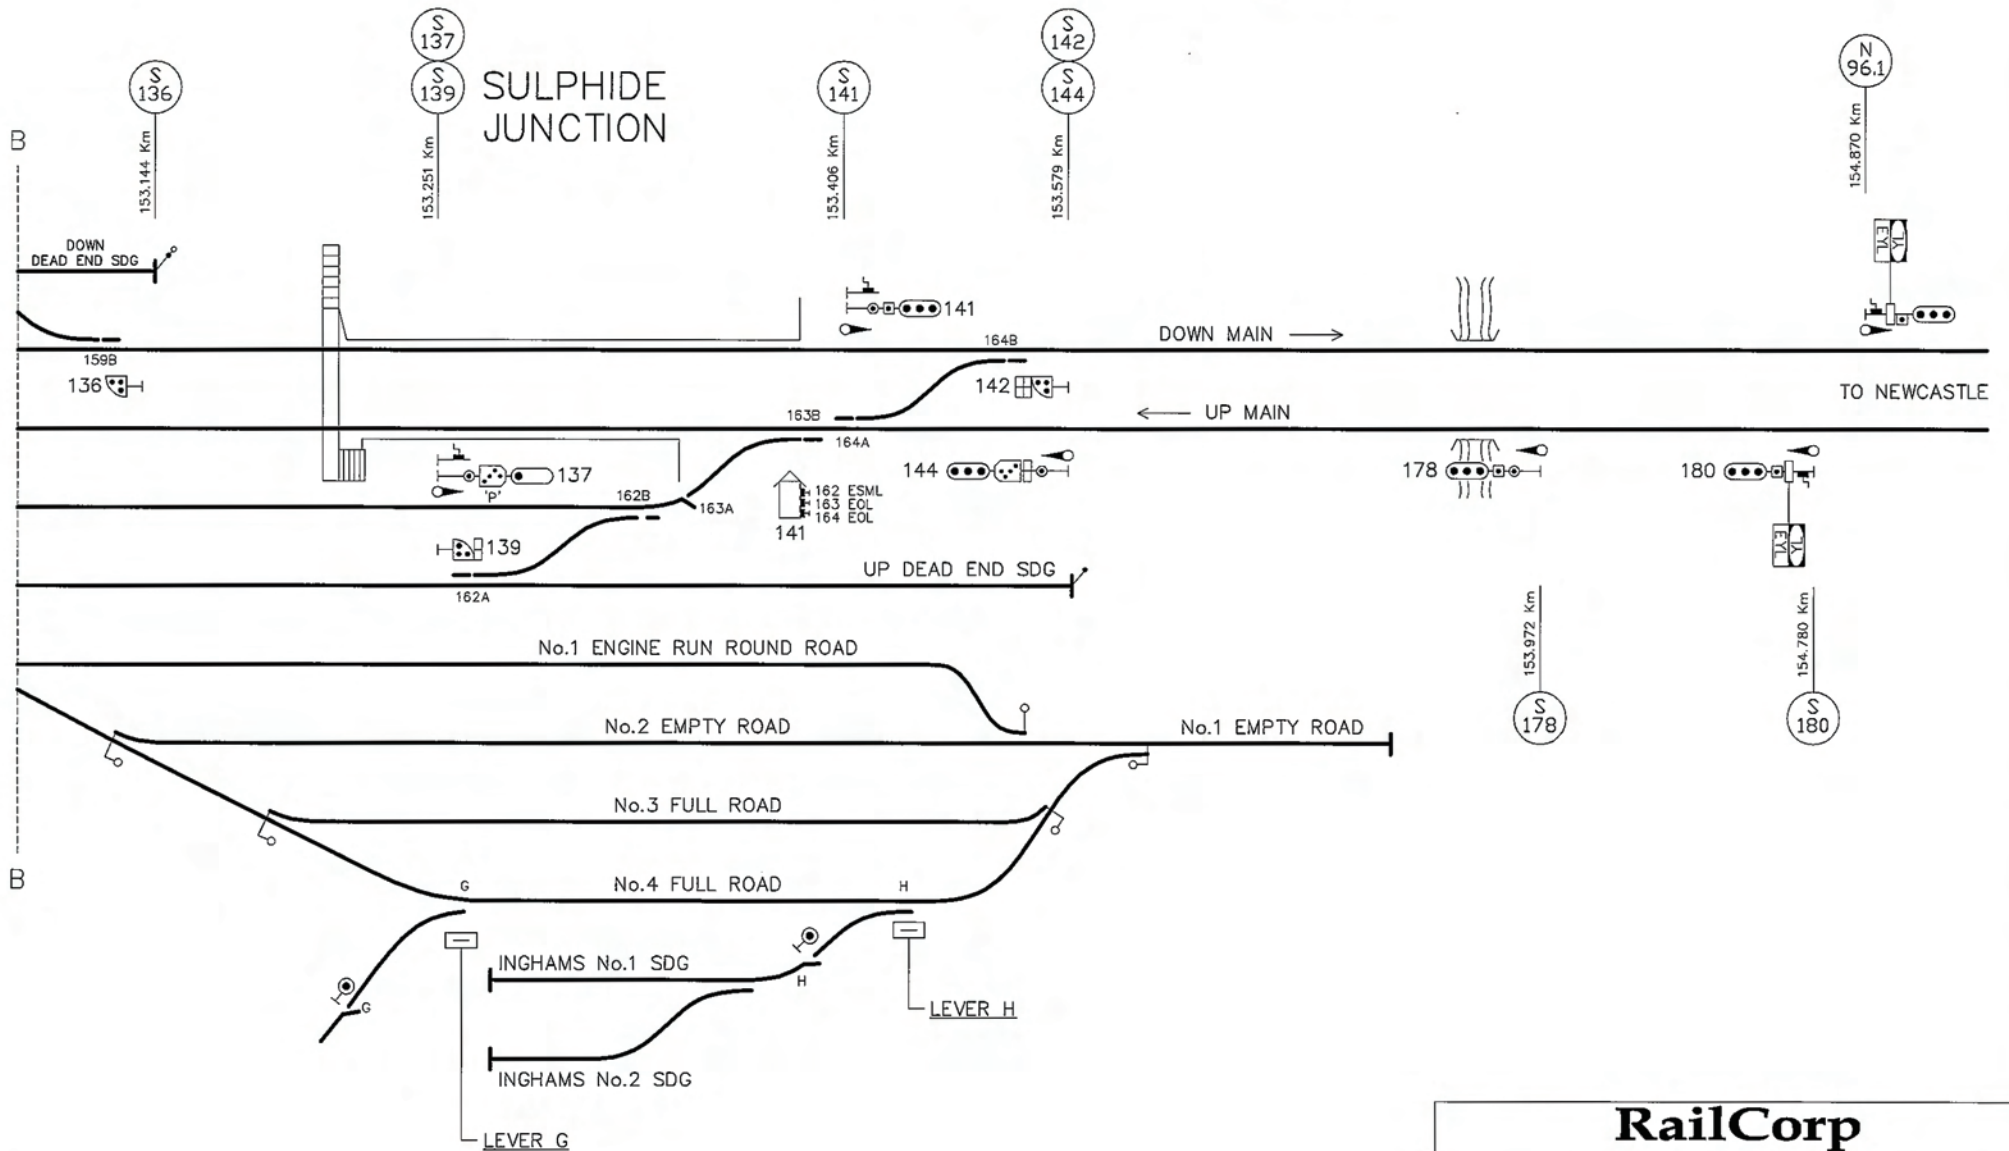 S
137
S
142
S
136
S
139
SULPHIDE
JUNCTION
S
141
S
144
N
96.1
153.144 Km
153.251 Km
153.406 Km
153.579 Km
154.870 Km
B
DOWN
DEAD END SDG
EYL
YL
141
DOWN MAIN
164B
159B
136
142
TO NEWCASTLE
163B
UP MAIN
164A
137
'P'
144
178
180
162B
163A
162 ESML
163 EOL
164 EOL
141
139
EYL
YL
UP DEAD END SDG
162A
153.972 Km
154.780 Km
No.1 ENGINE RUN ROUND ROAD
S
178
S
180
No.2 EMPTY ROAD
No.1 EMPTY ROAD
No.3 FULL ROAD
B
G
No.4 FULL ROAD
H
INGHAMS No.1 SDG
H
G
LEVER H
INGHAMS No.2 SDG
LEVER G
RailCorp